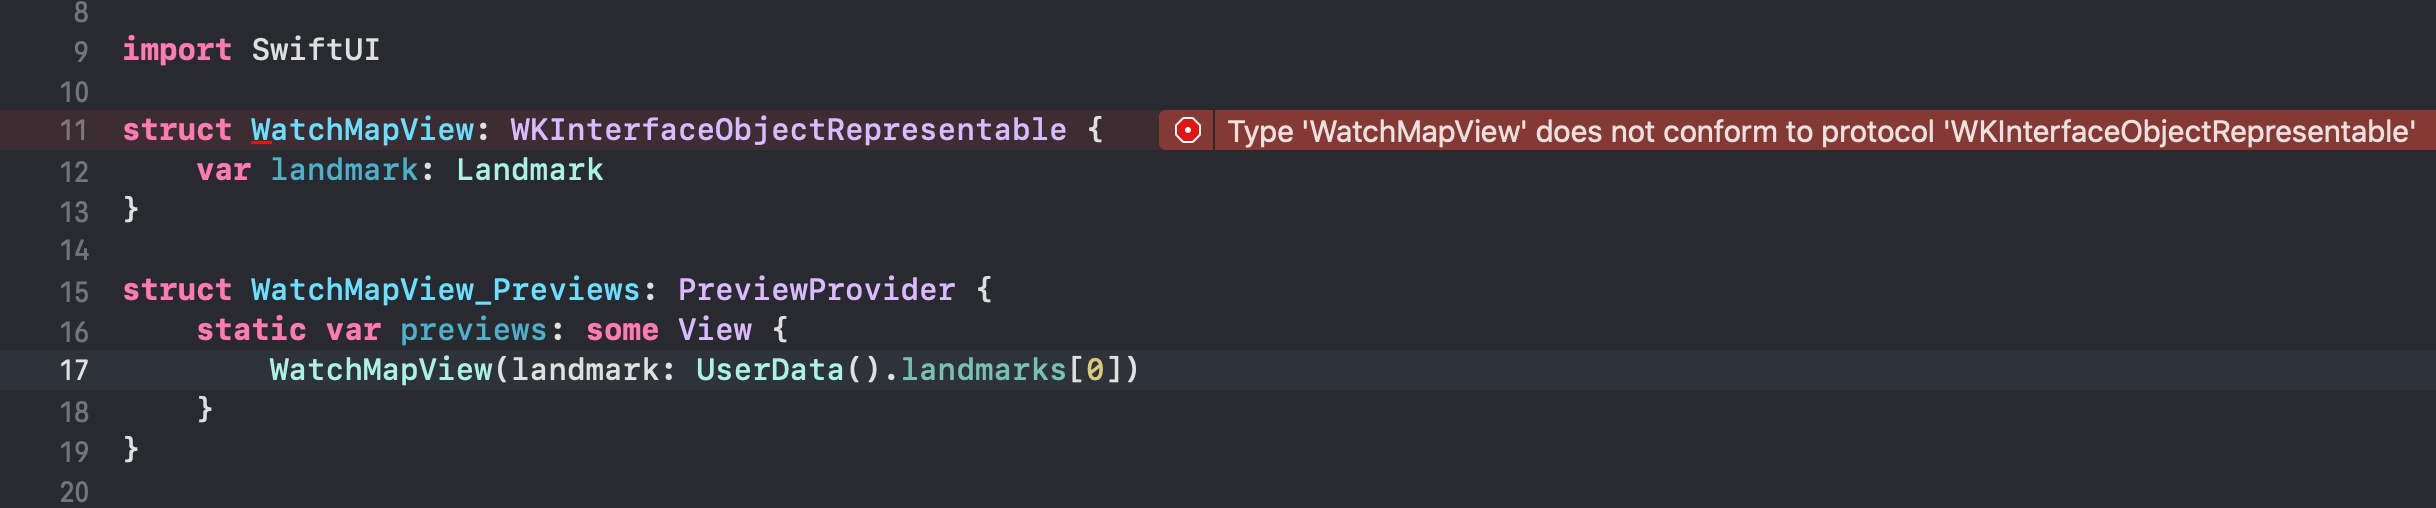 8
9 import SwiftUI
10
11 struct WatchMapView: WKInterfaceObjectRepresentable { Type 'WatchMapView' does not conform to protocol 'WKInterfaceObjectRepresentable'
12 var landmark: Landmark
13 }
14
15 struct WatchMapView_Previews: PreviewProvider {
16 static var previews: some View {
17 WatchMapView(landmark: UserData().landmarks[0])
18 }
19 }
20